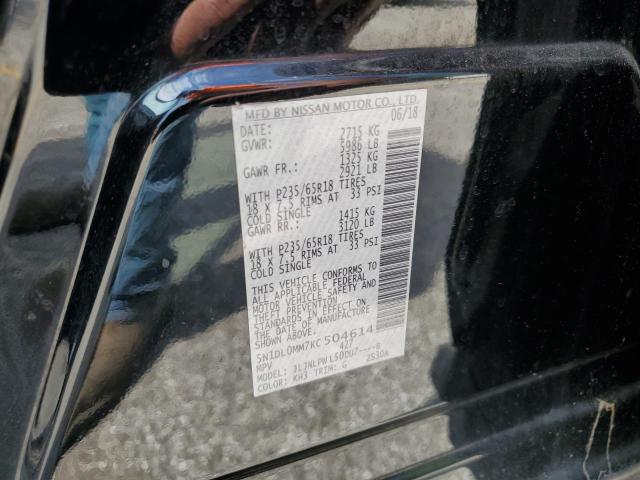 MFD BY NISSAN MOTOR CO., LTD.
DATE: 06/18
GVWR: 2715 KG
5986 LB
GAWR FR.: 1325 KG
2921 LB
WITH P235/65R18 TIRES
18 X 7.5 RIMS AT 33 PSI
COLD SINGLE
GAWR RR.: 1415 KG
3120 LB
WITH P235/65R18 TIRES
18 X 7.5 RIMS AT 33 PSI
COLD SINGLE
THIS VEHICLE CONFORMS TO
ALL APPLICABLE FEDERAL
MOTOR VEHICLE SAFETY AND
THEFT PREVENTION
STANDARDS IN EFFECT ON
THE DATE OF MANUFACTURE
SHOWN ABOVE.
5N1DL0MM7KC504614
MPV 427
MODEL: JLJNLPWL50DU7----B
COLOR: KH3 TRIM: G 2530A